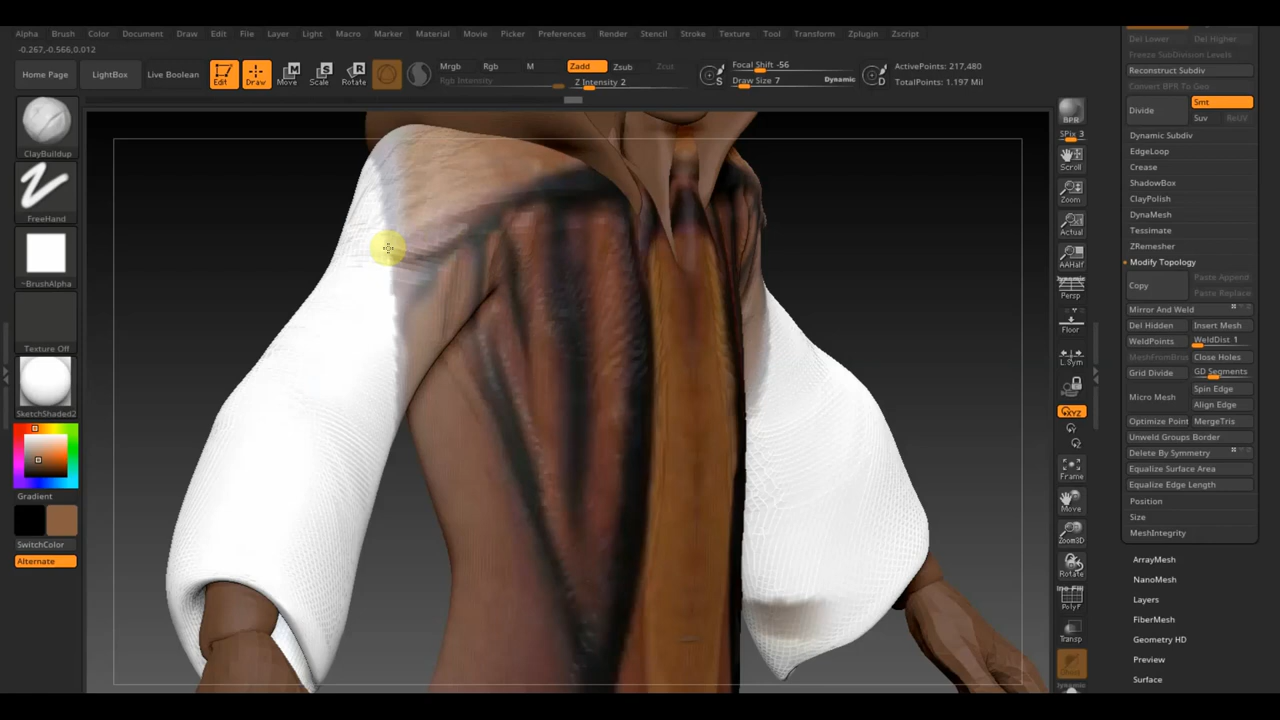 Alpha Brush Color Document Draw Edit File Layer Light Macro Marker Material Movie Picker Preferences Render Stencil Stroke Texture Tool Transform Zplugin Zscript
-0.267,-0.566,0.012
Home Page LightBox Live Boolean Edit Draw Move Scale Rotate
Mrgb Rgb M Zadd Zsub Zcut
Rgb Intensity Z Intensity 2
Focal Shift -56
Draw Size 7 Dynamic
ActivePoints: 217,480
TotalPoints: 1.197 Mil
S
D
ClayBuildup
FreeHand
~BrushAlpha
Texture Off
SketchShaded2
Gradient
SwitchColor
Alternate
BPR
SPix 3
Scroll
Zoom
Actual
AAHalf
Dynamic
Persp
Floor
L.Sym
XYZ
Frame
Move
Zoom3D
Rotate
PolyF
Transp
Dynamic
Del Lower Del Higher
Freeze SubDivision Levels
Reconstruct Subdiv
Convert BPR To Geo
Divide Smt
Suv ReUV
Dynamic Subdiv
EdgeLoop
Crease
ShadowBox
ClayPolish
DynaMesh
Tessimate
ZRemesher
Modify Topology
Copy Paste Append
Paste Replace
Mirror And Weld
Del Hidden Insert Mesh
WeldPoints WeldDist 1
MeshFromBrus Close Holes
Grid Divide GD Segments
Micro Mesh Spin Edge
Align Edge
Optimize Point MergeTris
Unweld Groups Border
Delete By Symmetry
Equalize Surface Area
Equalize Edge Length
Position
Size
MeshIntegrity
ArrayMesh
NanoMesh
Layers
FiberMesh
Geometry HD
Preview
Surface